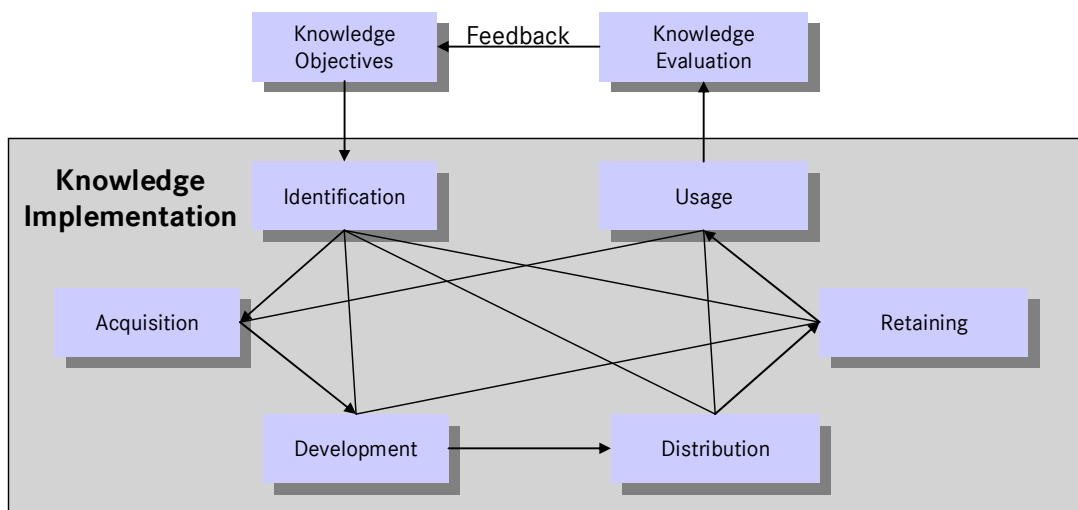 Knowledge
Objectives
Feedback
Knowledge
Evaluation
Knowledge
Implementation
Identification
Usage
Acquisition
Retaining
Development
Distribution